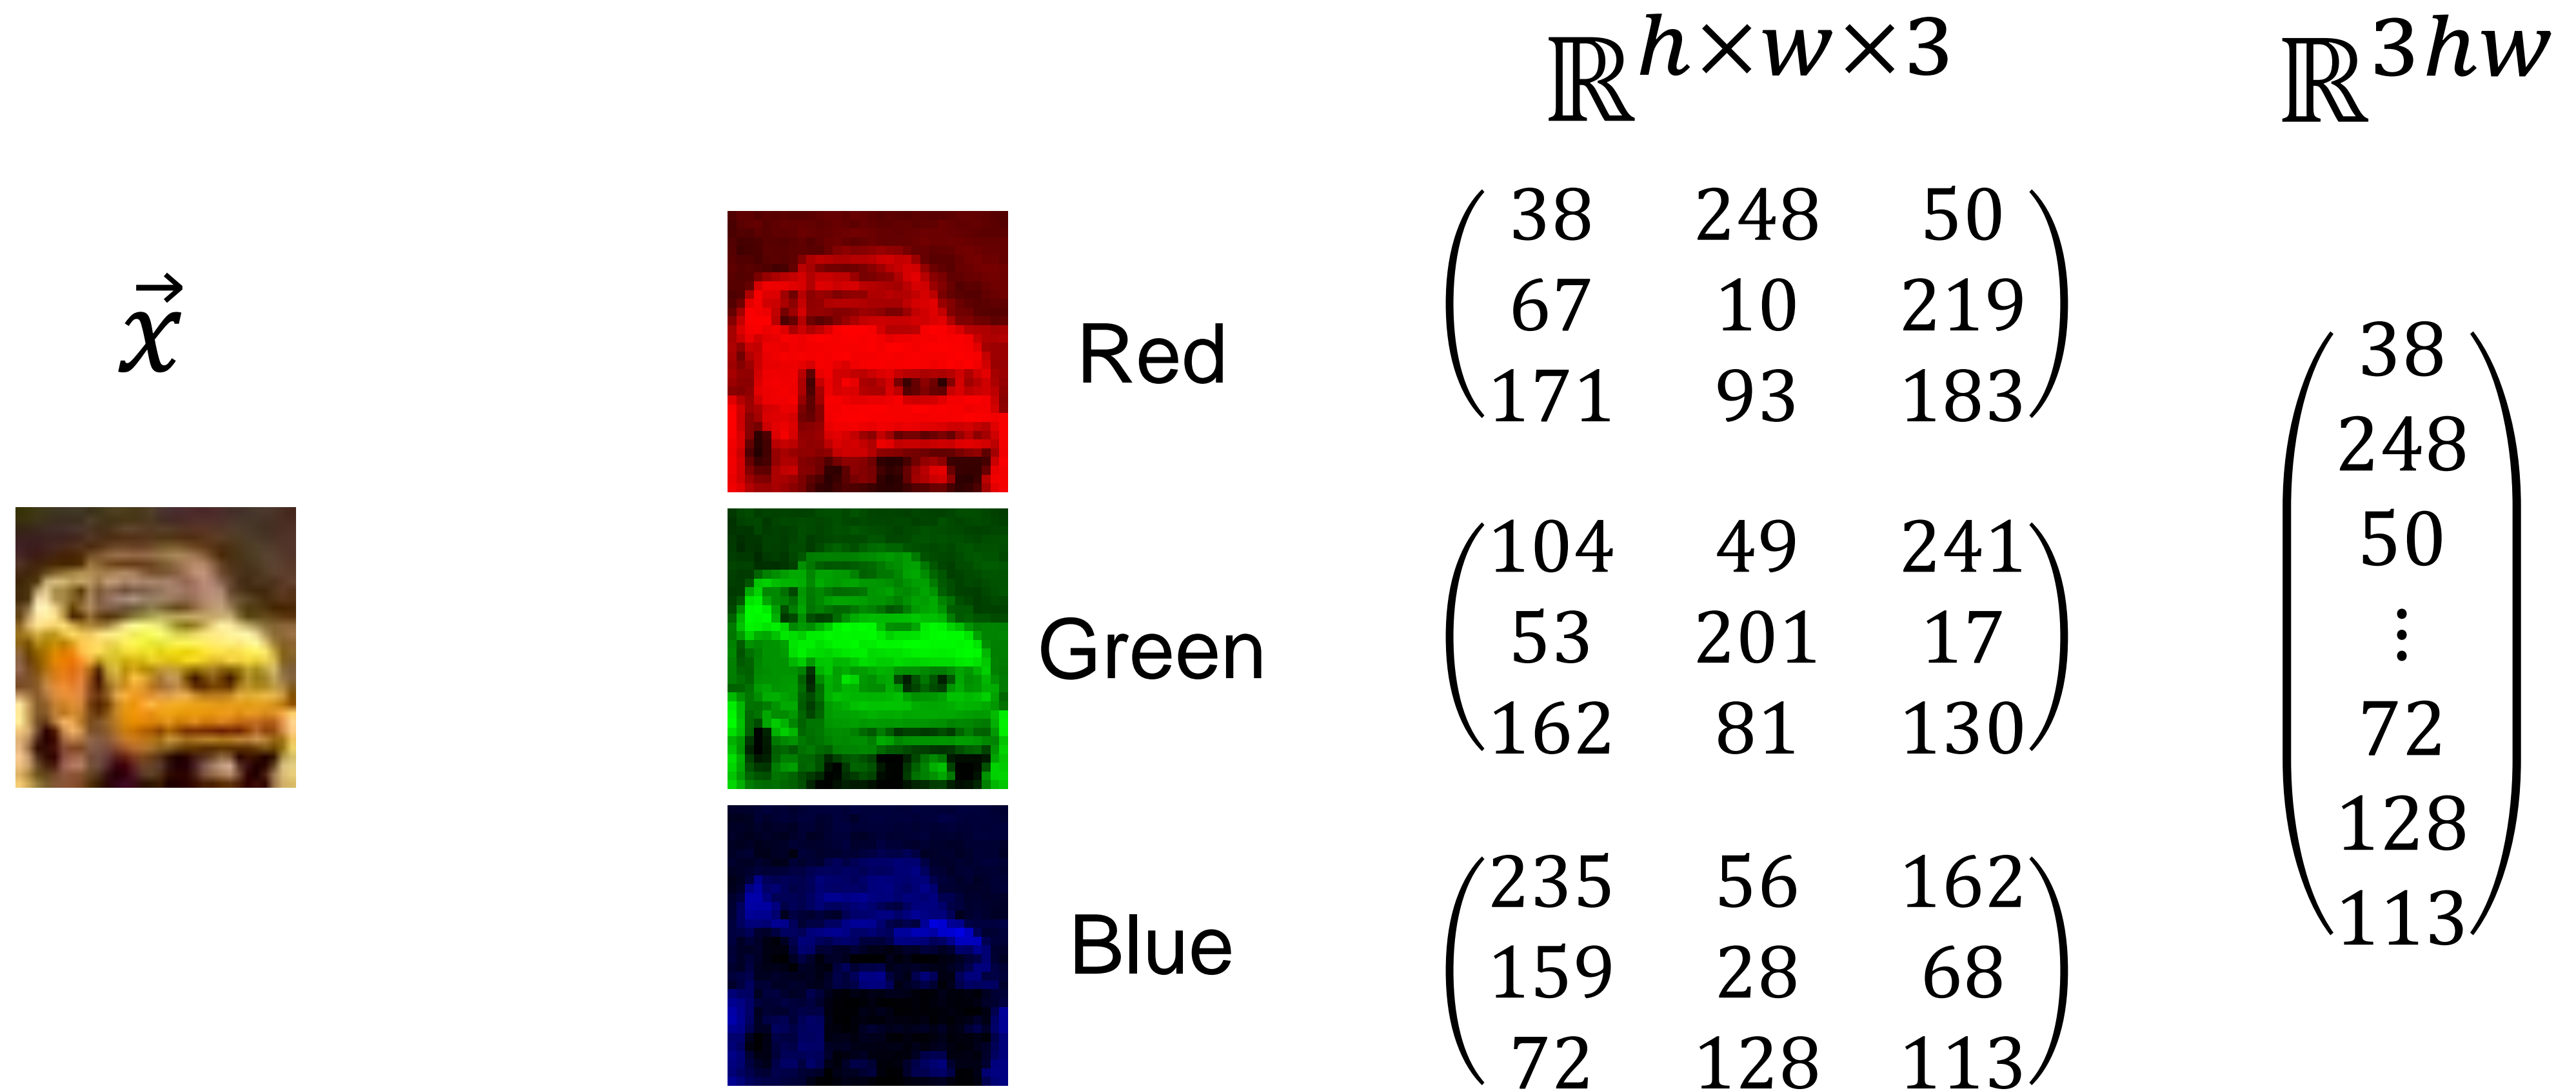 ℝ^{h×w×3}
ℝ^{3hw}
x⃗
Red
38 248 50
67 10 219
171 93 183
Green
104 49 241
53 201 17
162 81 130
Blue
235 56 162
159 28 68
72 128 113
38
248
50
⋮
72
128
113